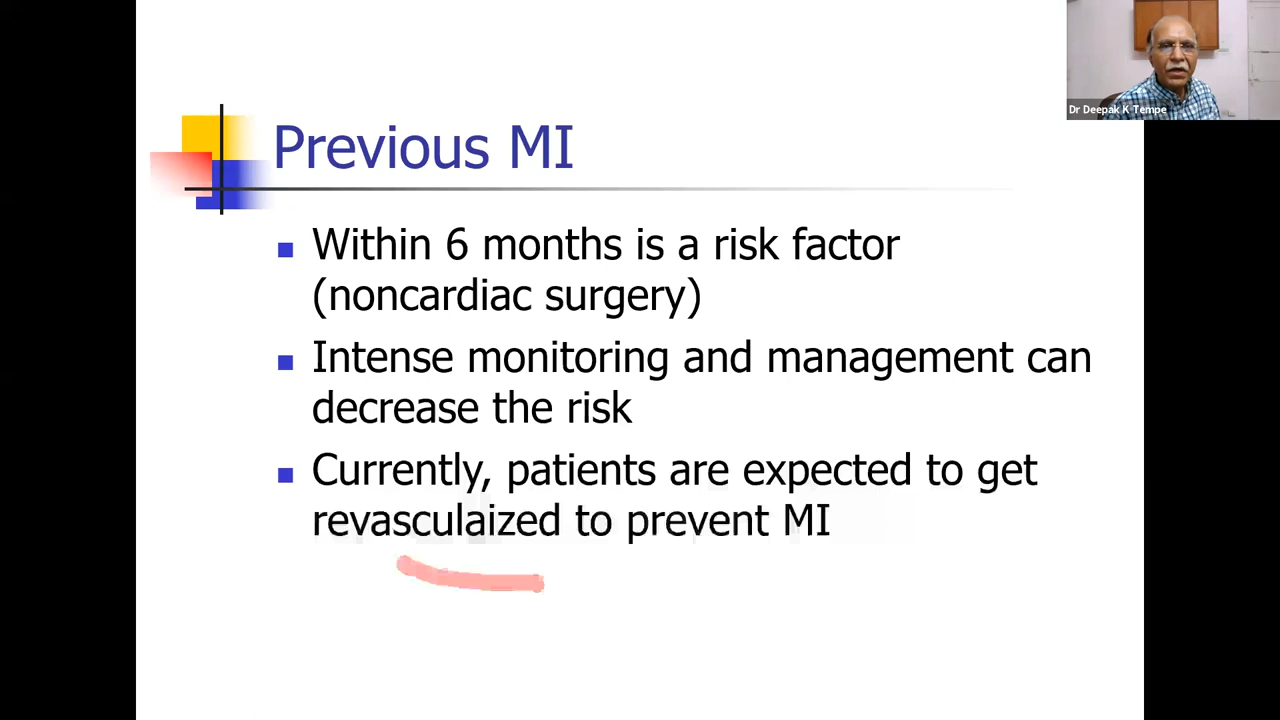 Dr Deepak K Tempe
Previous MI
Within 6 months is a risk factor
(noncardiac surgery)
Intense monitoring and management can
decrease the risk
Currently, patients are expected to get
revasculaized to prevent MI